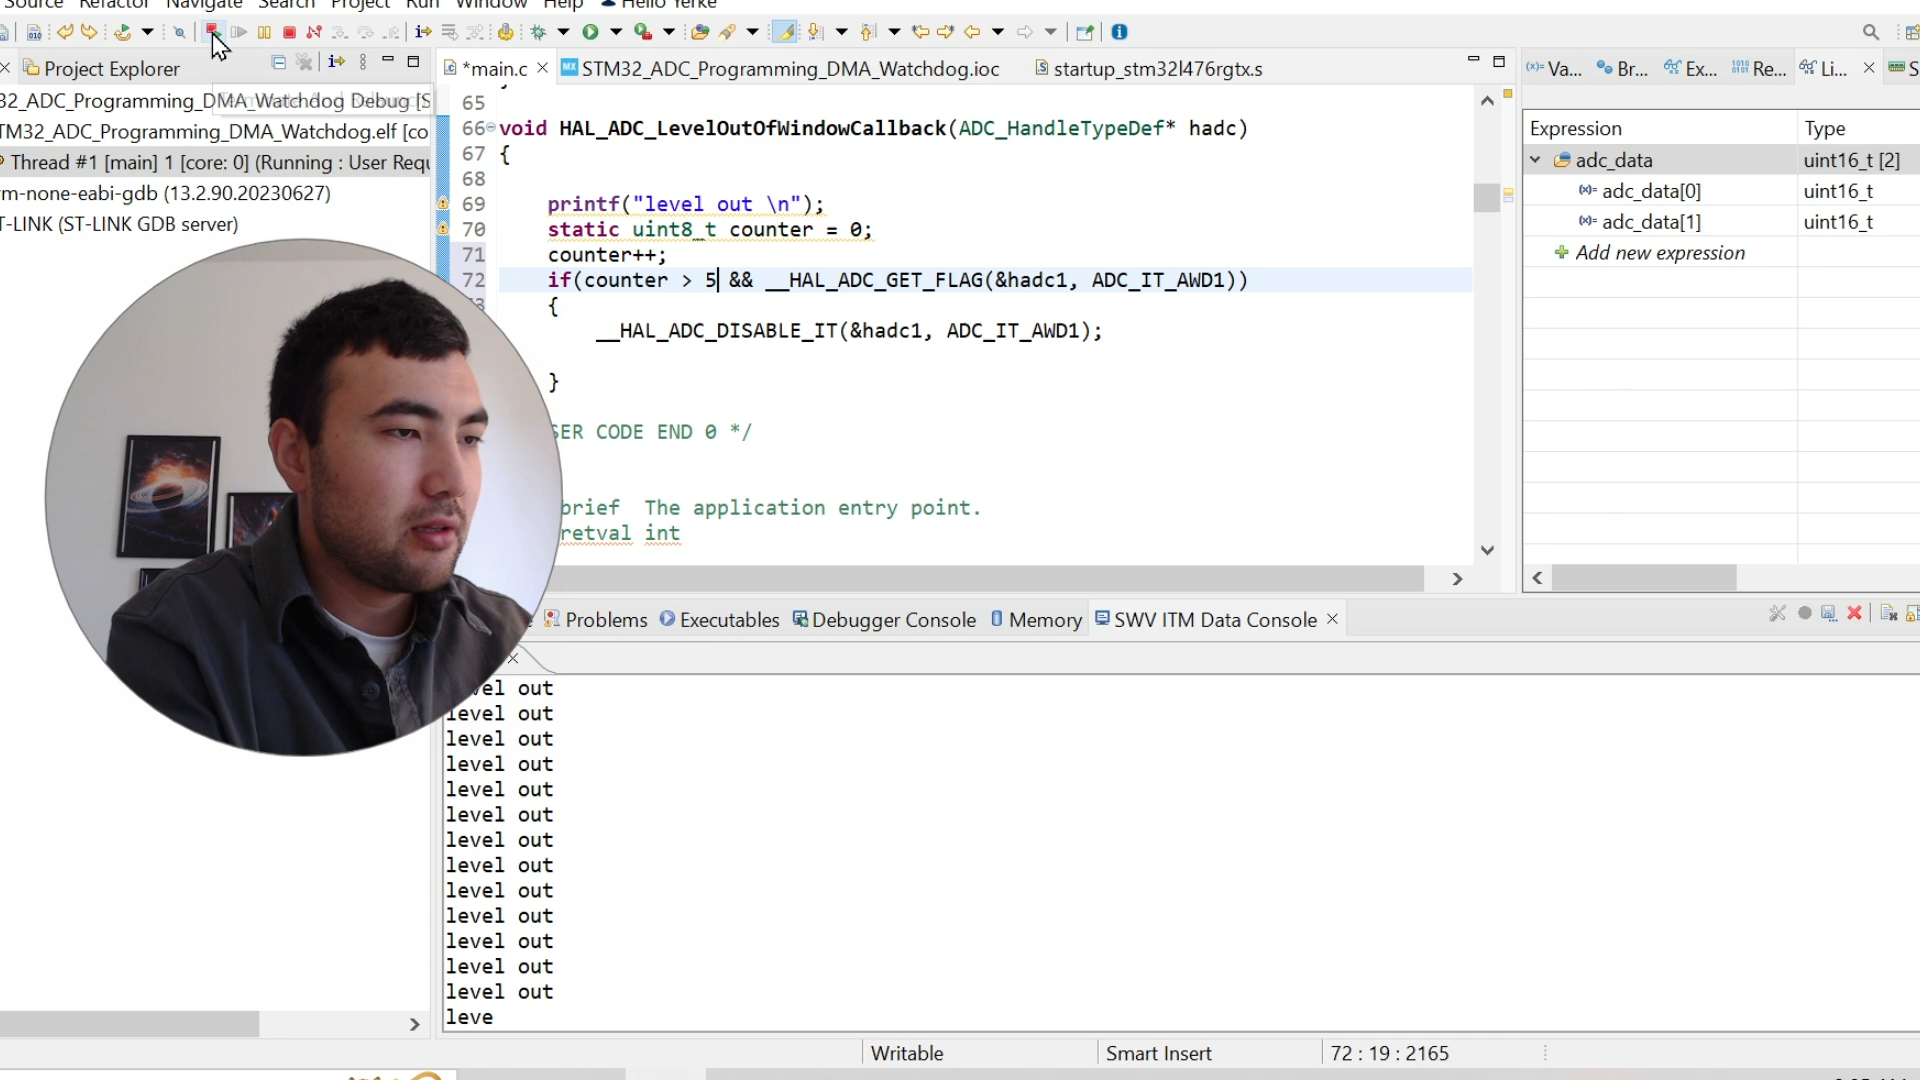 Source Refactor Navigate Search Project Run Window Help Hello Yerke
Project Explorer
*main.c
STM32_ADC_Programming_DMA_Watchdog.ioc
startup_stm32l476rgtx.s
Va... Br... Ex... Re... Li...
32_ADC_Programming_DMA_Watchdog Debug [S
TM32_ADC_Programming_DMA_Watchdog.elf [co
Thread #1 [main] 1 [core: 0] (Running : User Requ
m-none-eabi-gdb (13.2.90.20230627)
T-LINK (ST-LINK GDB server)
65
66 void HAL_ADC_LevelOutOfWindowCallback(ADC_HandleTypeDef* hadc)
67 {
68
69 printf("level out \n");
70 static uint8_t counter = 0;
71 counter++;
72 if(counter > 5 && __HAL_ADC_GET_FLAG(&hadc1, ADC_IT_AWD1))
{
__HAL_ADC_DISABLE_IT(&hadc1, ADC_IT_AWD1);
}
SER CODE END 0 */
brief The application entry point.
retval int
Expression Type
adc_data uint16_t [2]
adc_data[0] uint16_t
adc_data[1] uint16_t
Add new expression
Problems Executables Debugger Console Memory SWV ITM Data Console
vel out
level out
level out
level out
level out
level out
level out
level out
level out
level out
level out
level out
level out
leve
Writable Smart Insert 72 : 19 : 2165